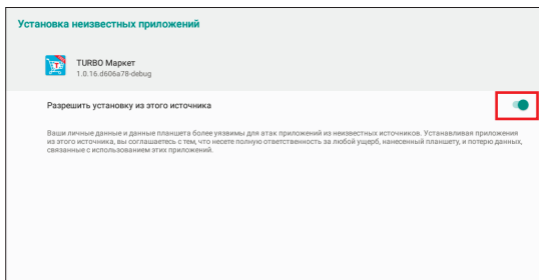 Установка неизвестных приложений
TURBO Маркет
1.0.16.d606a78-debug
Разрешить установку из этого источника
Ваши личные данные и данные планшета более уязвимы для атак приложений из неизвестных источников. Устанавливая приложения
из этого источника, вы соглашаетесь с тем, что несете полную ответственность за любой ущерб, нанесенный планшету, и потерю данных,
связанные с использованием этих приложений.